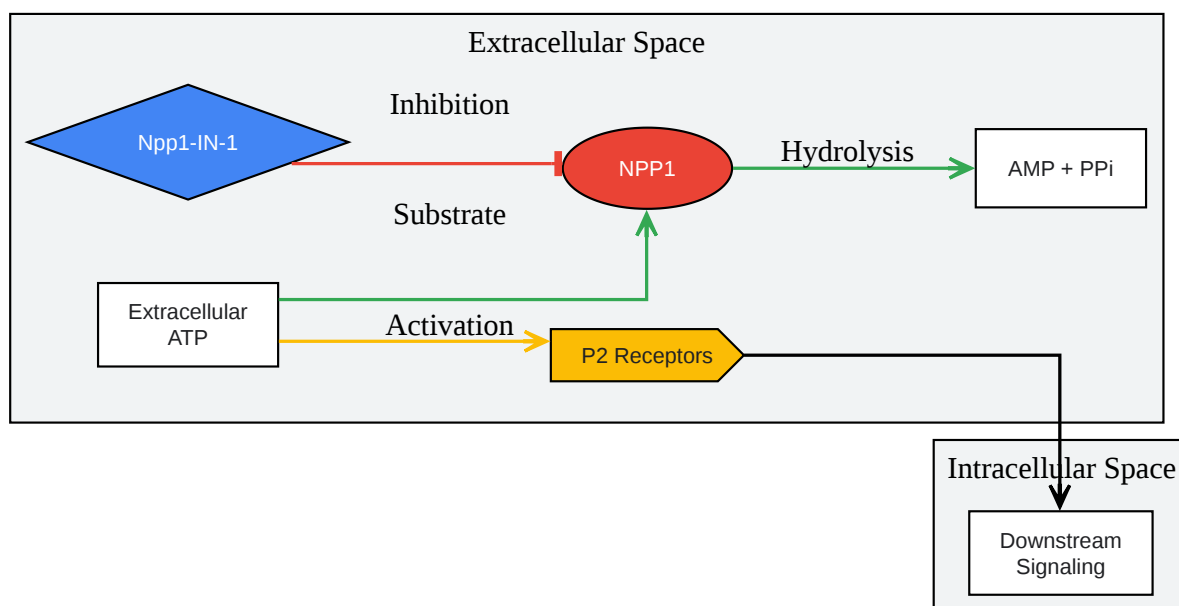 Extracellular Space
Inhibition
Npp1-IN-1
NPP1
Hydrolysis
AMP + PPi
Substrate
Extracellular
ATP
Activation
P2 Receptors
Intracellular Space
Downstream
Signaling